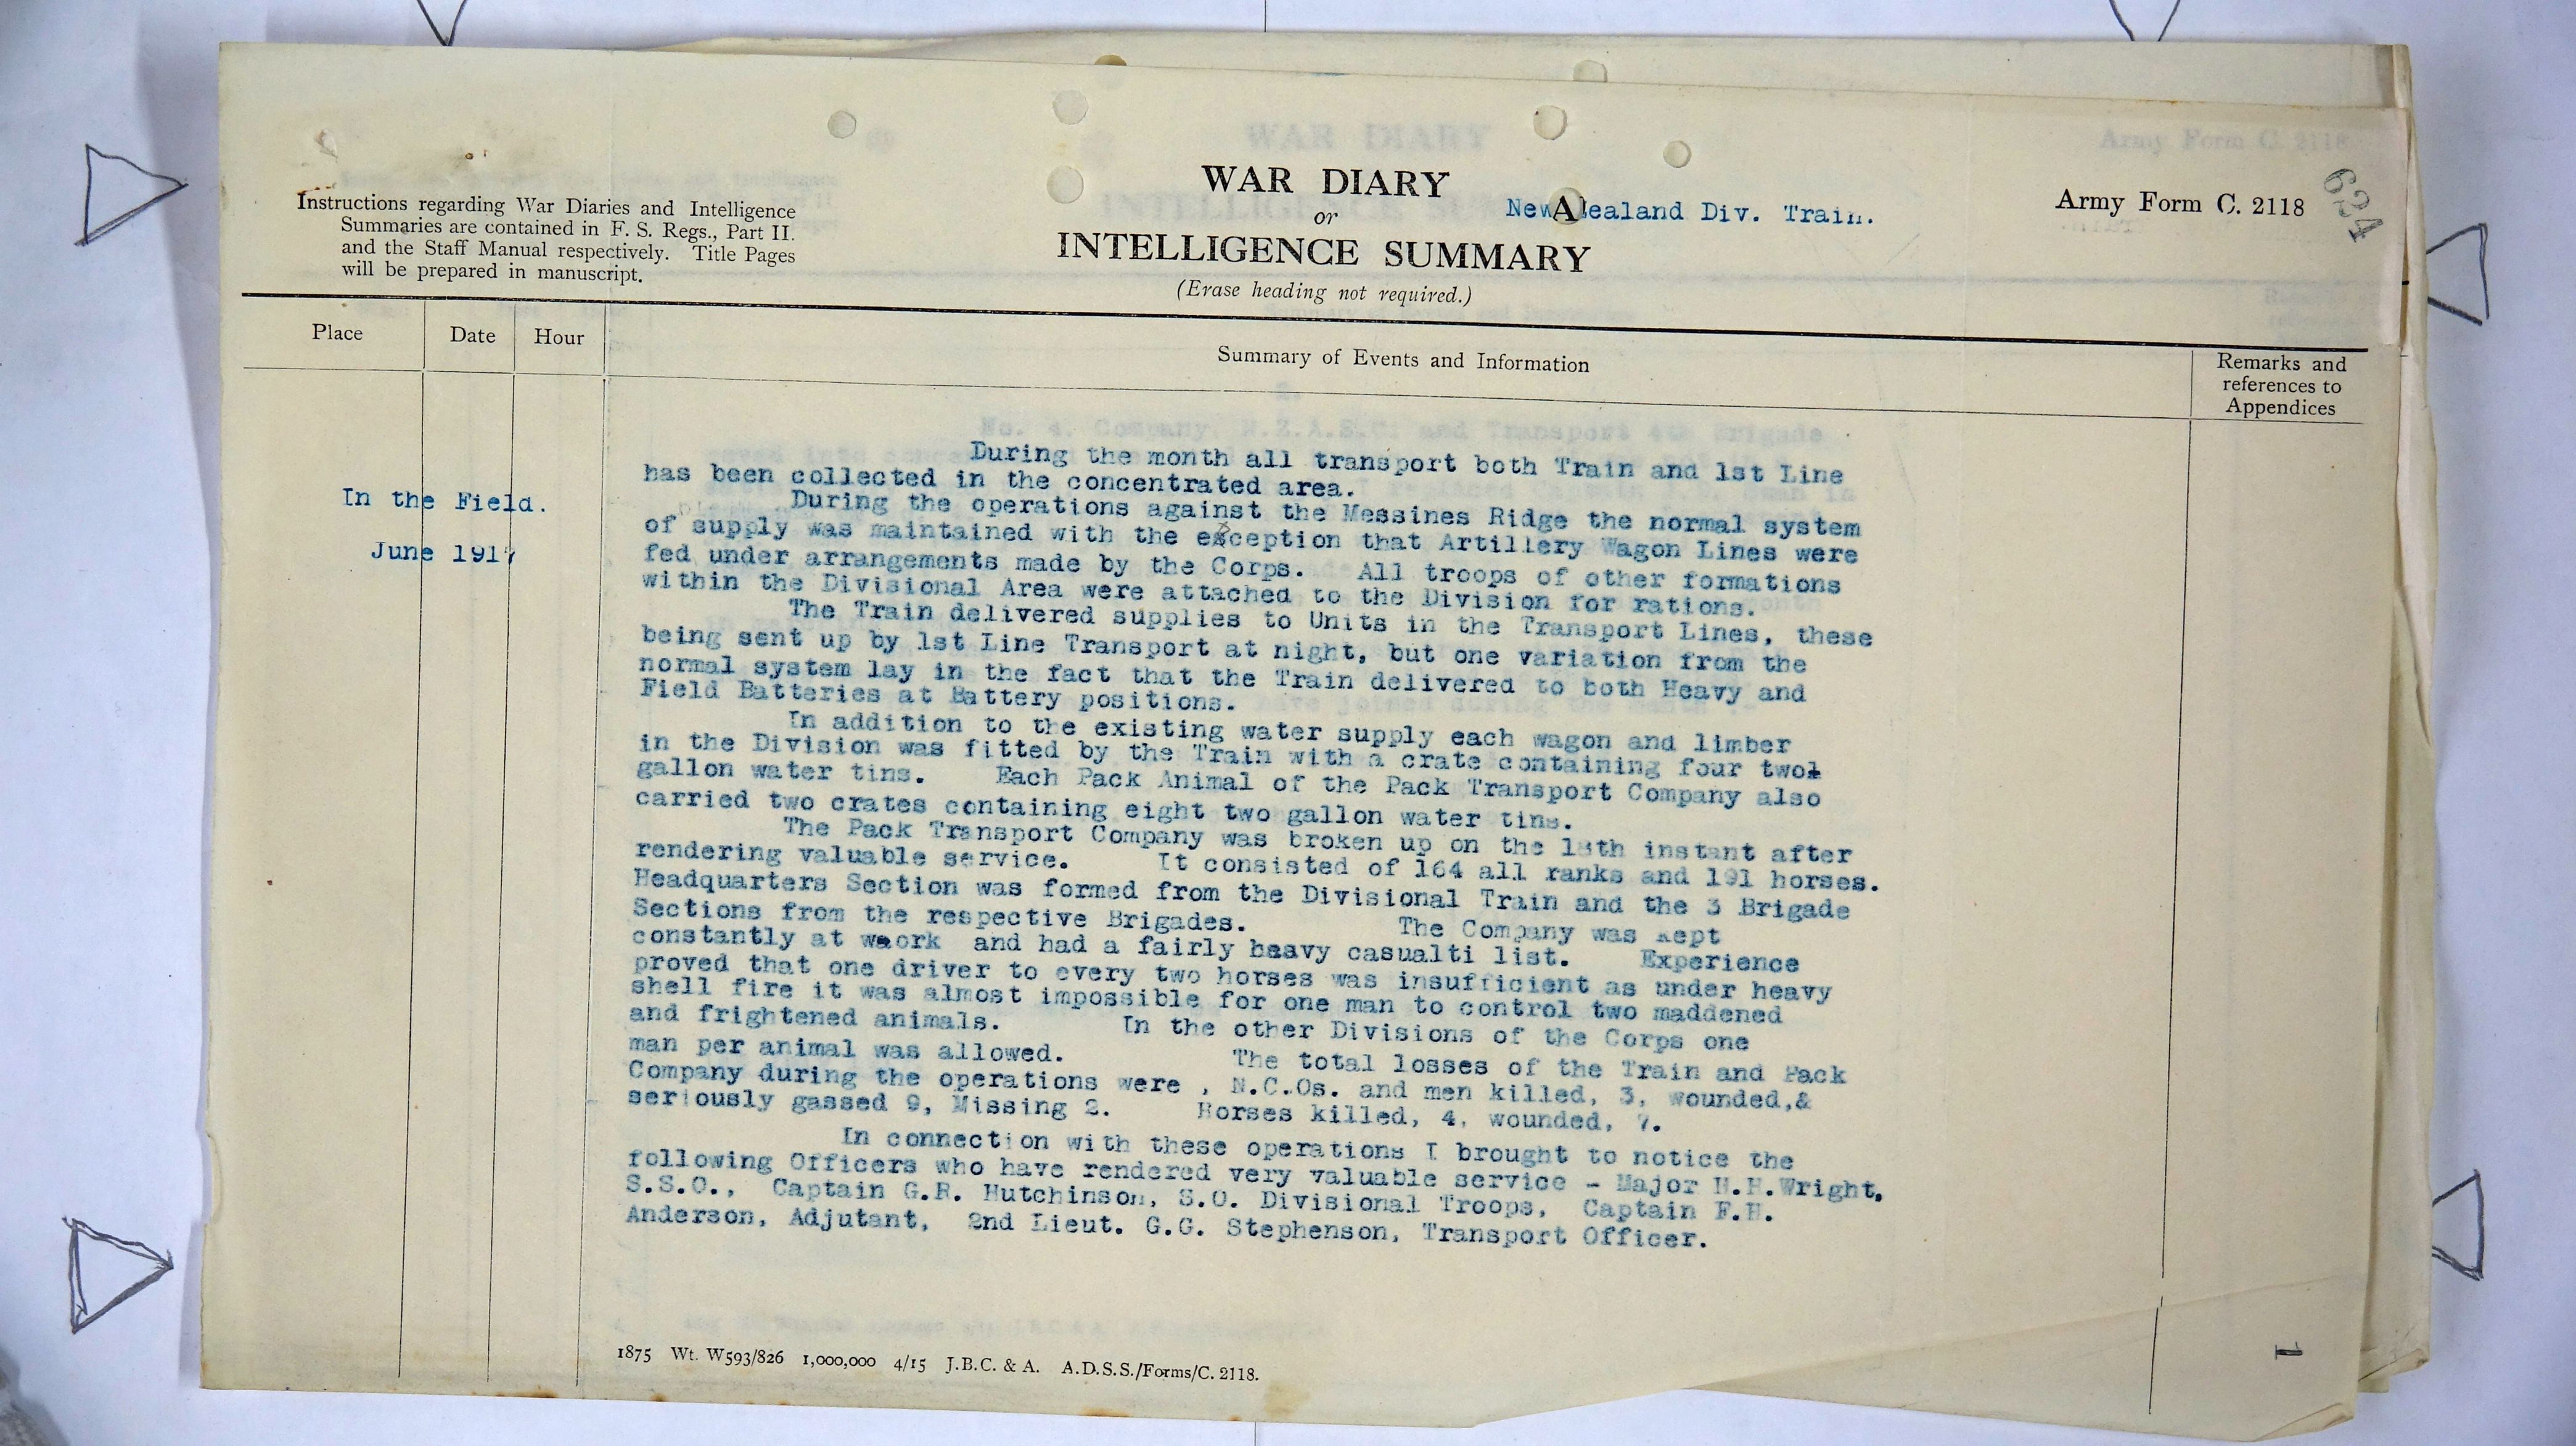 Instructions regarding War Diaries and Intelligence
Summaries are contained in F. S. Regs., Part II.
and the Staff Manual respectively. Title Pages
will be prepared in manuscript.
WAR DIARY
or
INTELLIGENCE SUMMARY
(Erase heading not required.)
New Zealand Div. Train.
Army Form C. 2118
634
Place
Date
Hour
Summary of Events and Information
Remarks and
references to
Appendices
In the Field.
June 1917
During the month all transport both Train and 1st Line
has been collected in the concentrated area.
During the operations against the Messines Ridge the normal system
of supply was maintained with the exception that Artillery Wagon Lines were
fed under arrangements made by the Corps. All troops of other formations
within the Divisional Area were attached to the Division for rations.
The Train delivered supplies to Units in the Transport Lines, these
being sent up by 1st Line Transport at night, but one variation from the
normal system lay in the fact that the Train delivered to both Heavy and
Field Batteries at Battery positions.
In addition to the existing water supply each wagon and limber
in the Division was fitted by the Train with a crate containing four two
gallon water tins. Each Pack Animal of the Pack Transport Company also
carried two crates containing eight two gallon water tins.
The Pack Transport Company was broken up on the instant after
rendering valuable service. It consisted of 164 all ranks and 191 horses.
Headquarters Section was formed from the Divisional Train and the 3 Brigade
Sections from the respective Brigades. The Company was kept
constantly at waork and had a fairly heavy casualti list. Experience
proved that one driver to every two horses was insufficient as under heavy
shell fire it was almost impossible for one man to control two maddened
and frightened animals. In the other Divisions of the Corps one
man per animal was allowed. The total losses of the Train and Pack
Company during the operations were , N.C.Os. and men killed, 3, wounded,&
seriously gassed 9, Missing 2. Horses killed, 4, wounded, 7.
In connection with these operations I brought to notice the
following Officers who have rendered very valuable service - Major H.H.Wright,
S.S.O., Captain G.R. Hutchinson, S.O. Divisional Troops, Captain F.H.
Anderson, Adjutant, 2nd Lieut. G.G. Stephenson, Transport Officer.
1875 Wt. W593/826 1,000,000 4/15 J.B.C. & A. A.D.S.S./Forms/C. 2118.
1